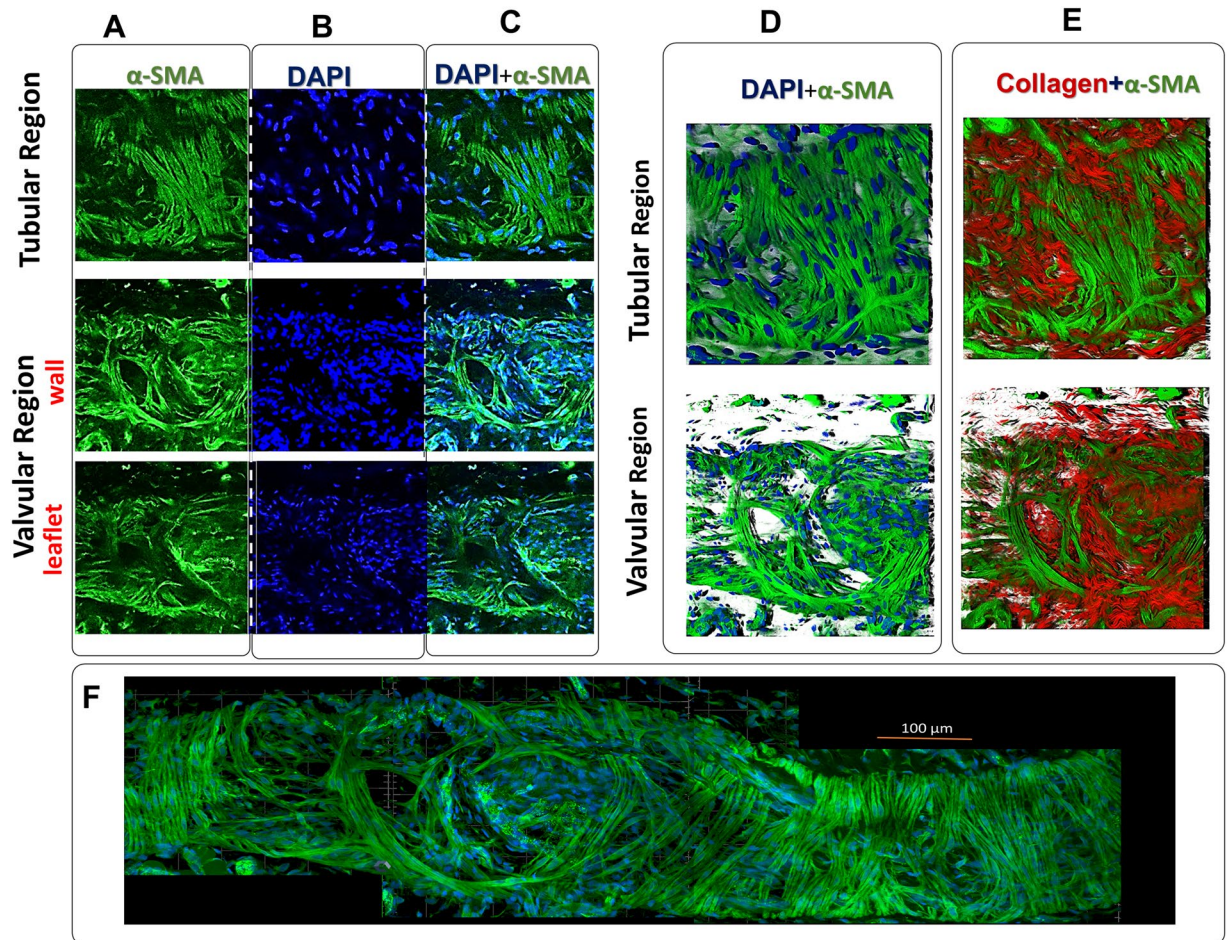 A
B
C
D
E
α-SMA
DAPI
DAPI+α-SMA
DAPI+α-SMA
Collagen+α-SMA
Tubular Region
Valvular Region
wall
leaflet
Tubular Region
Valvular Region
F
100 µm